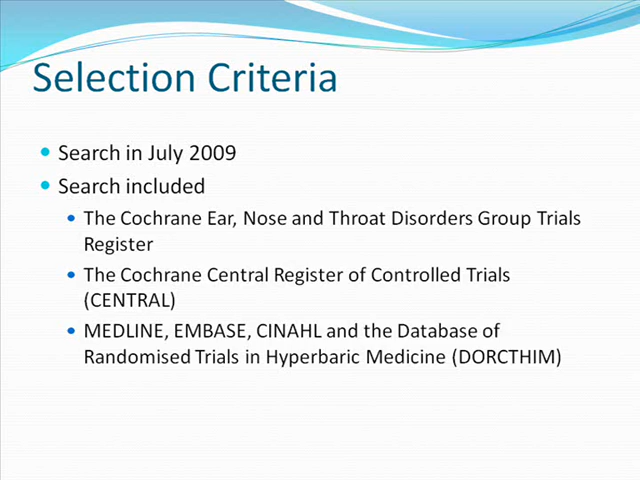 Selection Criteria
Search in July 2009
Search included
The Cochrane Ear, Nose and Throat Disorders Group Trials
Register
The Cochrane Central Register of Controlled Trials
(CENTRAL)
MEDLINE, EMBASE, CINAHL and the Database of
Randomised Trials in Hyperbaric Medicine (DORCTHIM)